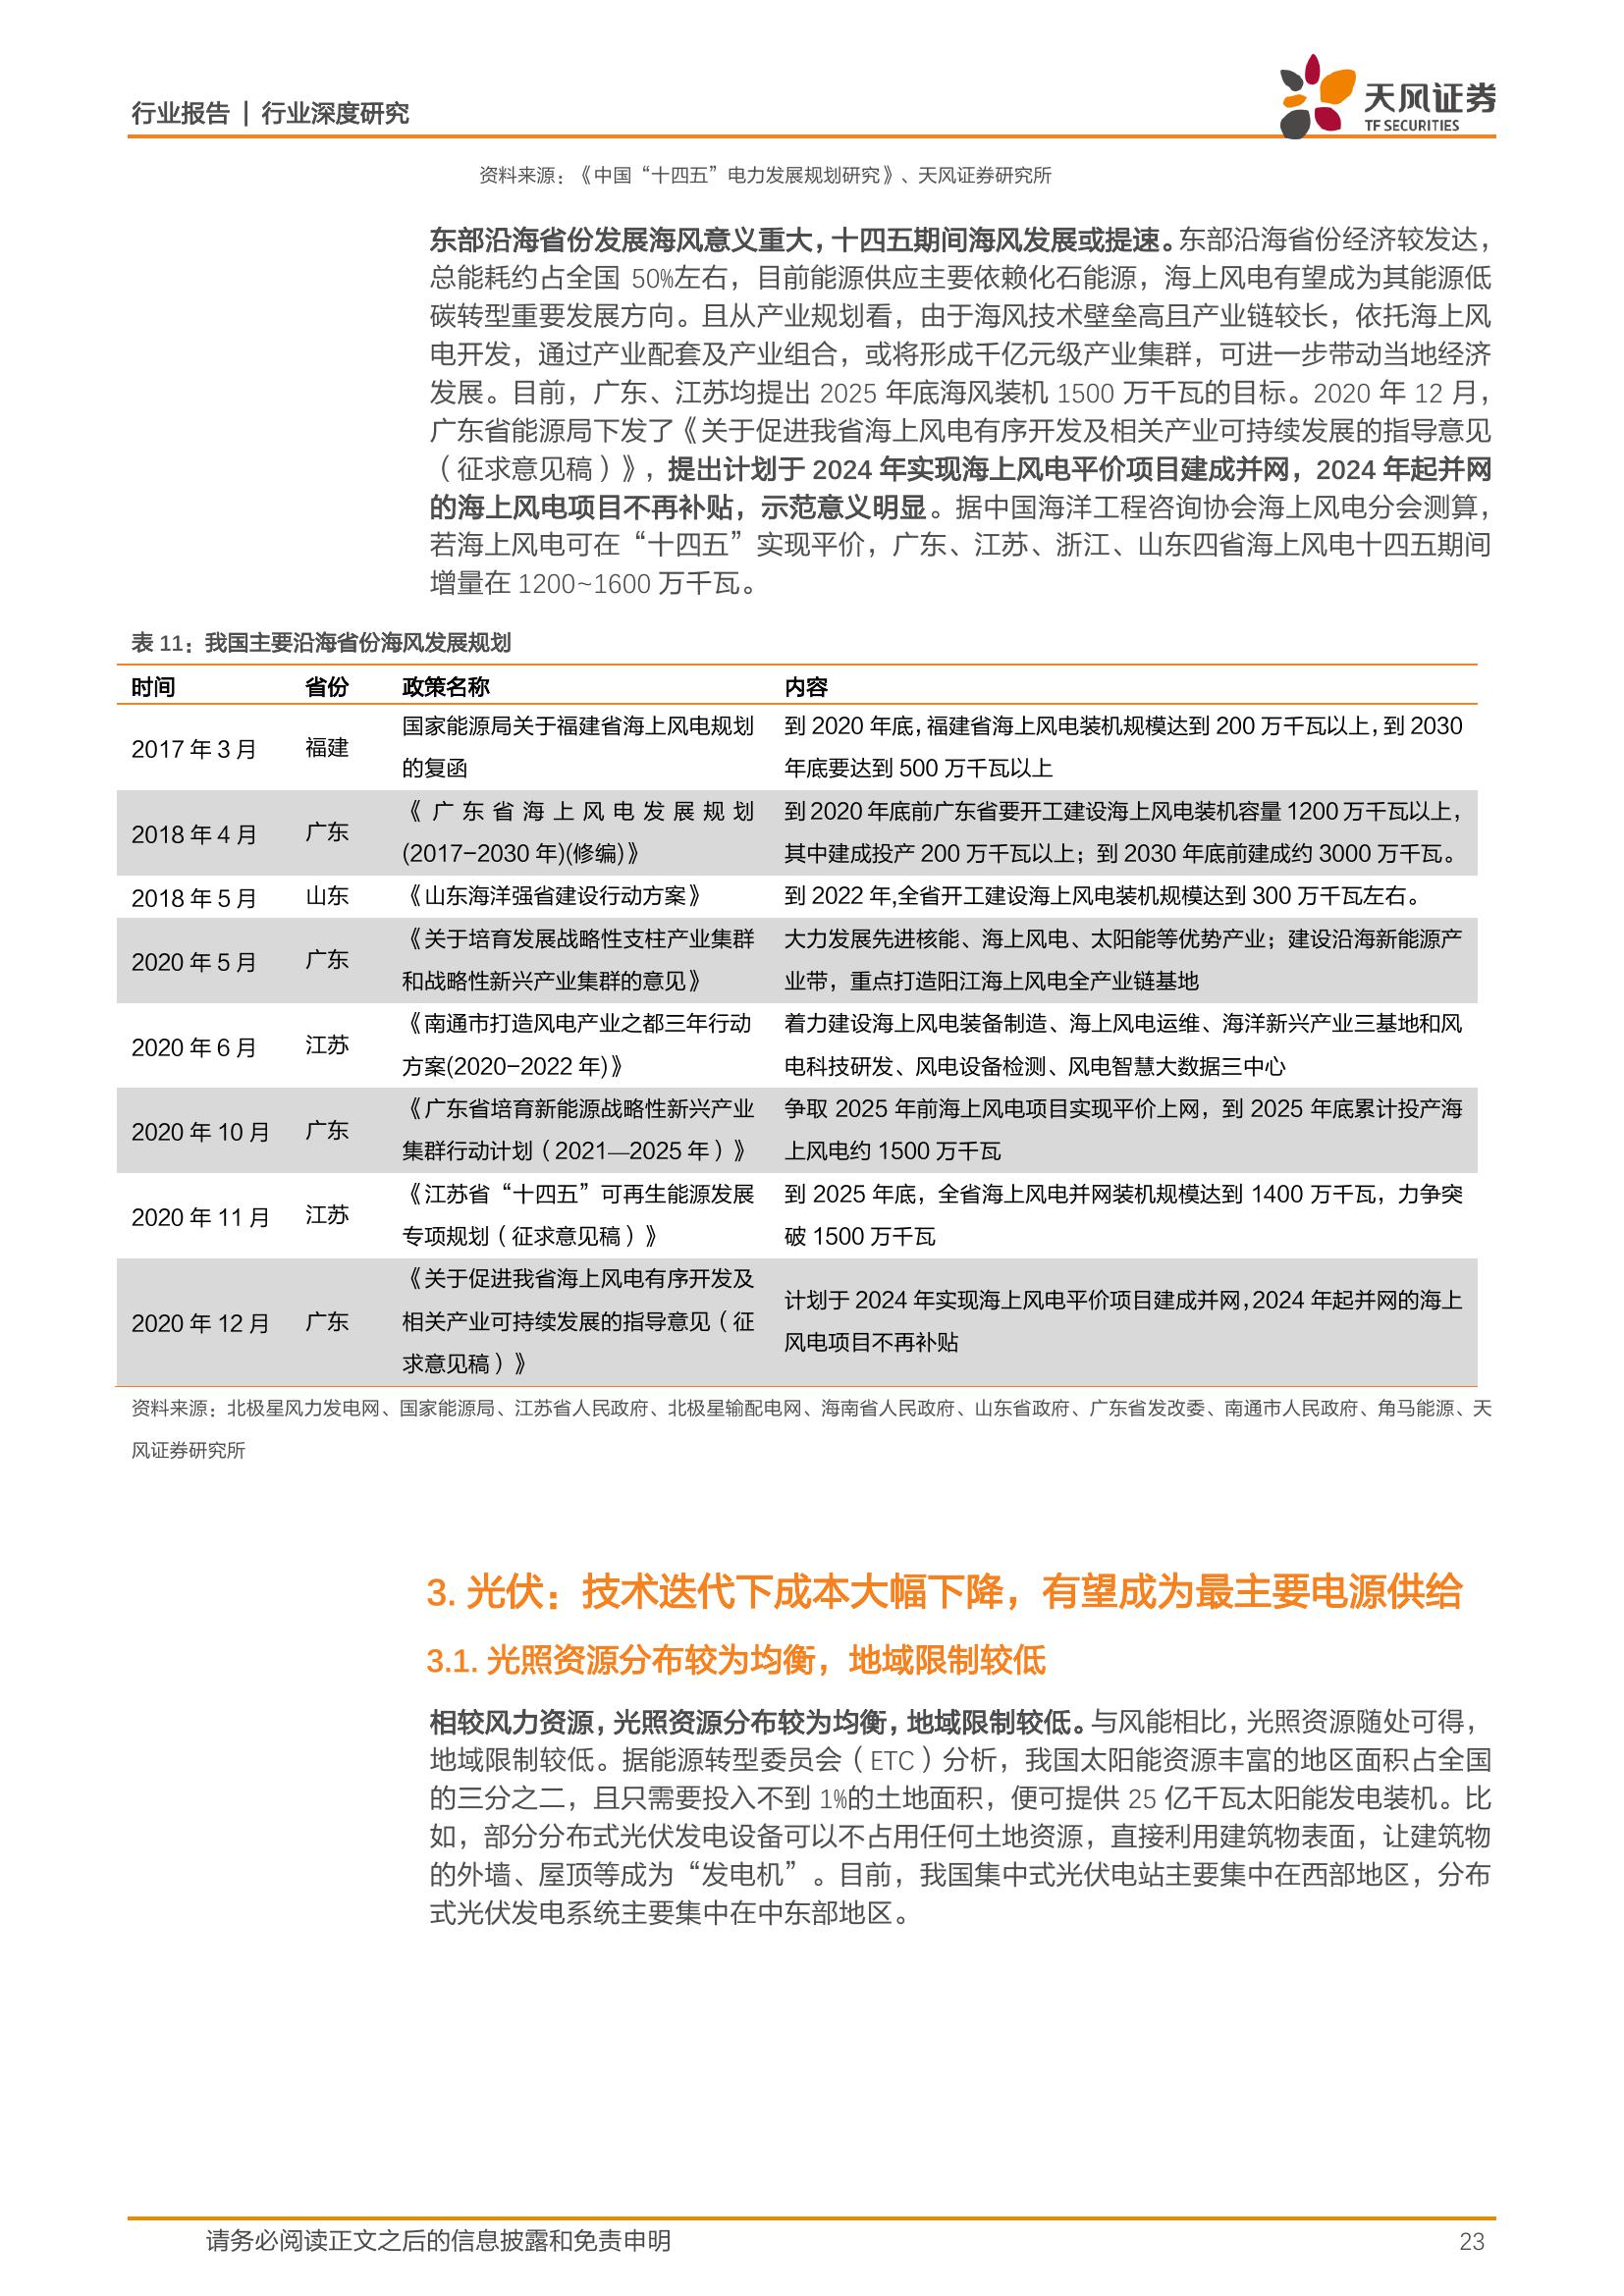 行业报告 | 行业深度研究
天风证券
TF SECURITIES
资料来源：《中国“十四五”电力发展规划研究》、天风证券研究所
东部沿海省份发展海风意义重大，十四五期间海风发展或提速。东部沿海省份经济较发达，
总能耗约占全国 50%左右，目前能源供应主要依赖化石能源，海上风电有望成为其能源低
碳转型重要发展方向。且从产业规划看，由于海风技术壁垒高且产业链较长，依托海上风
电开发，通过产业配套及产业组合，或将形成千亿元级产业集群，可进一步带动当地经济
发展。目前，广东、江苏均提出 2025 年底海风装机 1500 万千瓦的目标。2020 年 12 月，
广东省能源局下发了《关于促进我省海上风电有序开发及相关产业可持续发展的指导意见
（征求意见稿）》，提出计划于 2024 年实现海上风电平价项目建成并网，2024 年起并网
的海上风电项目不再补贴，示范意义明显。据中国海洋工程咨询协会海上风电分会测算，
若海上风电可在“十四五”实现平价，广东、江苏、浙江、山东四省海上风电十四五期间
增量在 1200~1600 万千瓦。
表 11：我国主要沿海省份海风发展规划
时间 省份 政策名称 内容
2017 年 3 月 福建 国家能源局关于福建省海上风电规划
的复函 到 2020 年底，福建省海上风电装机规模达到 200 万千瓦以上，到 2030
年底要达到 500 万千瓦以上
2018 年 4 月 广东 《广东省海上风电发展规划
(2017-2030 年)(修编)》 到 2020 年底前广东省要开工建设海上风电装机容量 1200 万千瓦以上，
其中建成投产 200 万千瓦以上；到 2030 年底前建成约 3000 万千瓦。
2018 年 5 月 山东 《山东海洋强省建设行动方案》 到 2022 年,全省开工建设海上风电装机规模达到 300 万千瓦左右。
2020 年 5 月 广东 《关于培育发展战略性支柱产业集群
和战略性新兴产业集群的意见》 大力发展先进核能、海上风电、太阳能等优势产业；建设沿海新能源产
业带，重点打造阳江海上风电全产业链基地
2020 年 6 月 江苏 《南通市打造风电产业之都三年行动
方案(2020-2022 年)》 着力建设海上风电装备制造、海上风电运维、海洋新兴产业三基地和风
电科技研发、风电设备检测、风电智慧大数据三中心
2020 年 10 月 广东 《广东省培育新能源战略性新兴产业
集群行动计划（2021—2025 年）》 争取 2025 年前海上风电项目实现平价上网，到 2025 年底累计投产海
上风电约 1500 万千瓦
2020 年 11 月 江苏 《江苏省“十四五”可再生能源发展
专项规划（征求意见稿）》 到 2025 年底，全省海上风电并网装机规模达到 1400 万千瓦，力争突
破 1500 万千瓦
2020 年 12 月 广东 《关于促进我省海上风电有序开发及
相关产业可持续发展的指导意见（征
求意见稿）》 计划于 2024 年实现海上风电平价项目建成并网，2024 年起并网的海上
风电项目不再补贴
资料来源：北极星风力发电网、国家能源局、江苏省人民政府、北极星输配电网、海南省人民政府、山东省政府、广东省发改委、南通市人民政府、角马能源、天
风证券研究所
3. 光伏：技术迭代下成本大幅下降，有望成为最主要电源供给
3.1. 光照资源分布较为均衡，地域限制较低
相较风力资源，光照资源分布较为均衡，地域限制较低。与风能相比，光照资源随处可得，
地域限制较低。据能源转型委员会（ETC）分析，我国太阳能资源丰富的地区面积占全国
的三分之二，且只需要投入不到 1%的土地面积，便可提供 25 亿千瓦太阳能发电装机。比
如，部分分布式光伏发电设备可以不占用任何土地资源，直接利用建筑物表面，让建筑物
的外墙、屋顶等成为“发电机”。目前，我国集中式光伏电站主要集中在西部地区，分布
式光伏发电系统主要集中在中东部地区。
请务必阅读正文之后的信息披露和免责申明 23